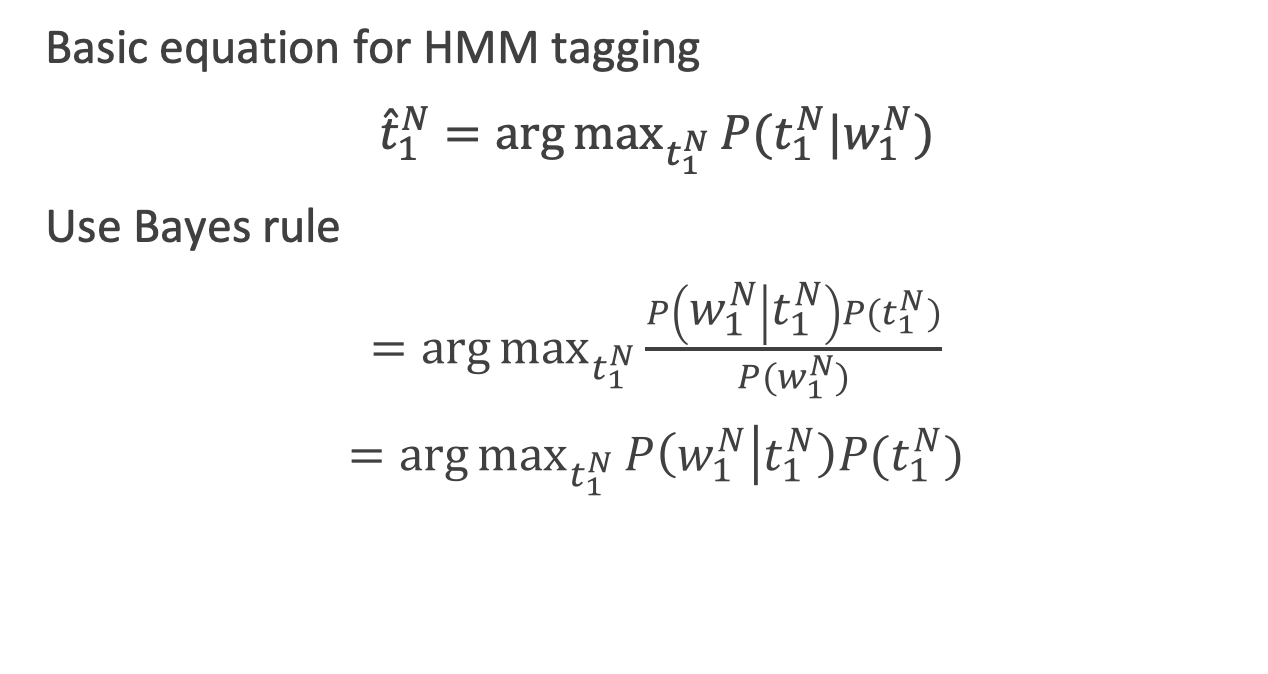 Basic equation for HMM tagging
t̂₁ᴺ = arg max_{t₁ᴺ} P(t₁ᴺ|w₁ᴺ)
Use Bayes rule
= arg max_{t₁ᴺ} P(w₁ᴺ|t₁ᴺ)P(t₁ᴺ) / P(w₁ᴺ)
= arg max_{t₁ᴺ} P(w₁ᴺ|t₁ᴺ)P(t₁ᴺ)